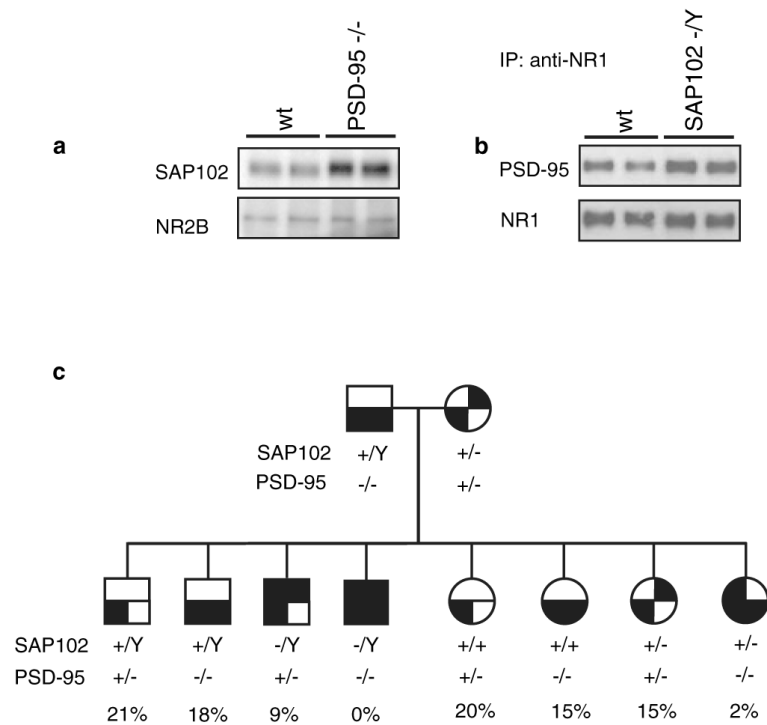 IP: anti-NR1
a
wt
PSD-95 -/-
SAP102
NR2B
b
wt
SAP102 -/Y
PSD-95
NR1
c
SAP102 +/Y +/-
PSD-95 -/- +/-
SAP102 +/Y +/Y -/Y -/Y +/+ +/+ +/- +/-
PSD-95 +/- -/- +/- -/- +/- -/- +/- -/-
21% 18% 9% 0% 20% 15% 15% 2%